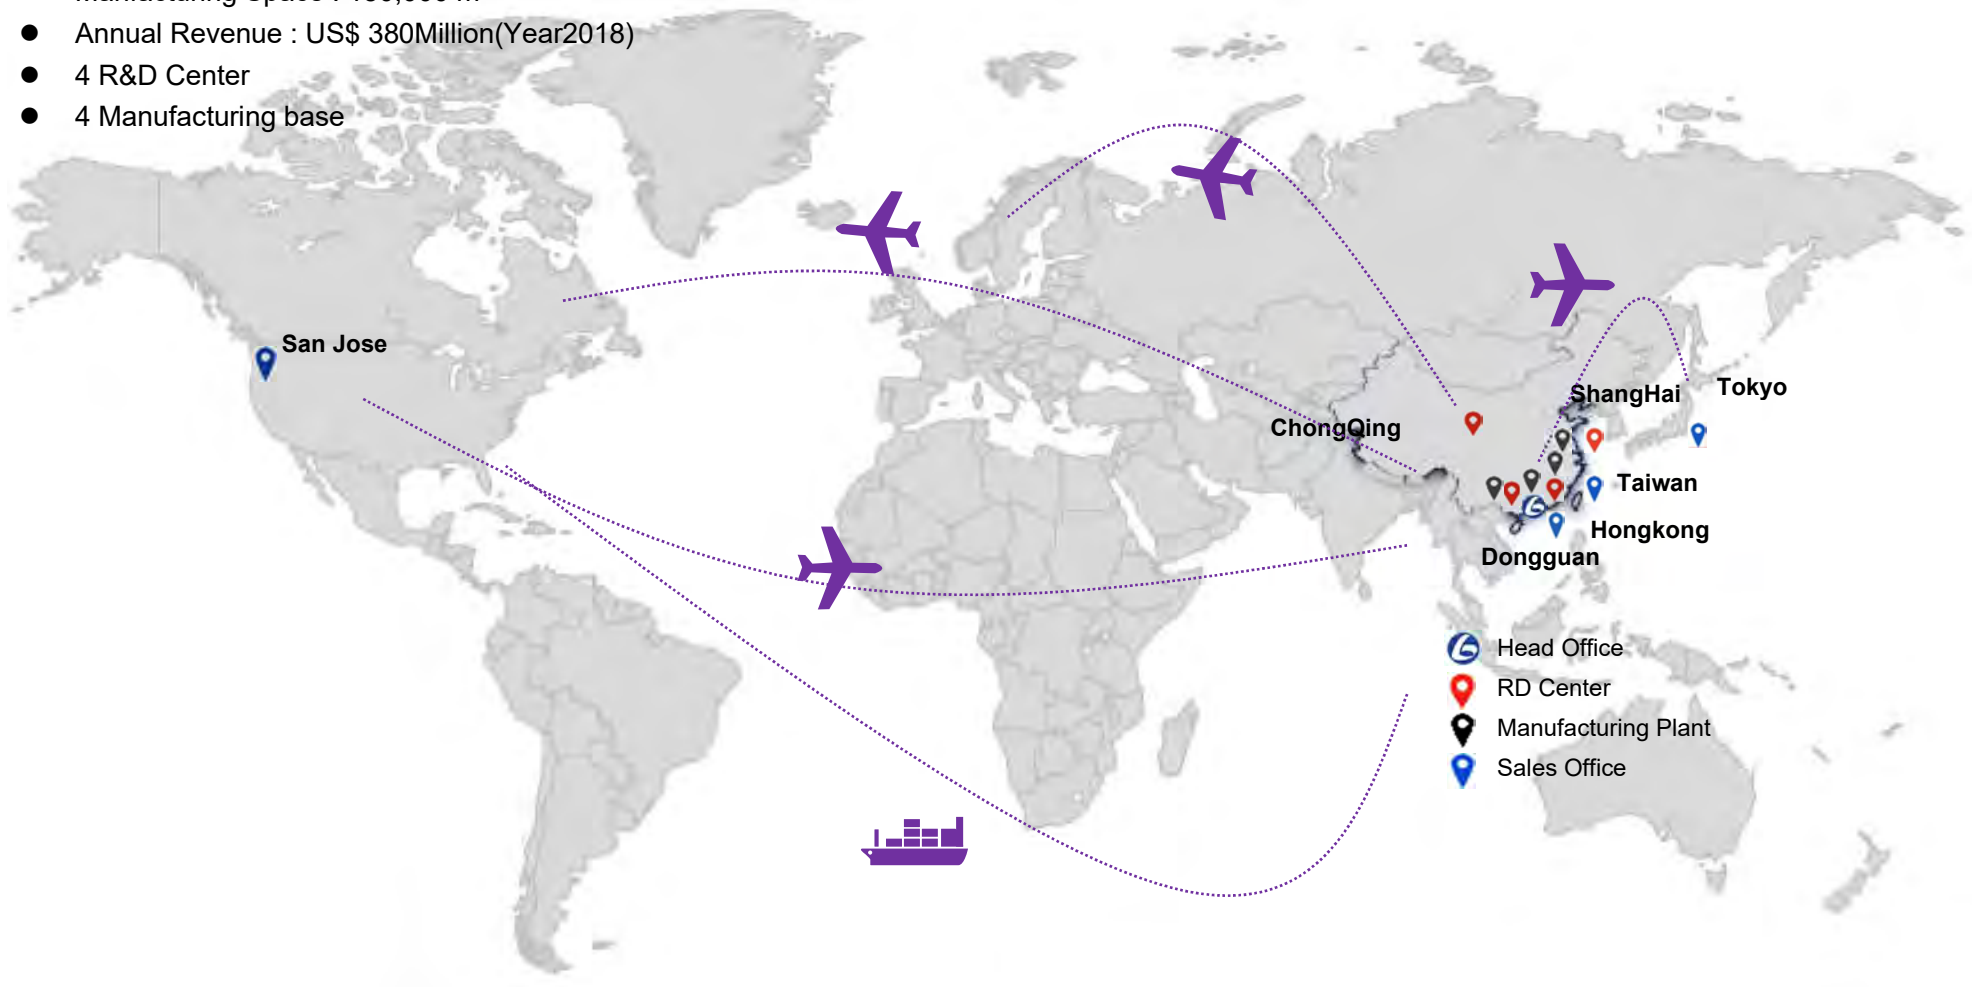 ● Annual Revenue : US$ 380Million(Year2018)
● 4 R&D Center
● 4 Manufacturing base
San Jose
ShangHai
Tokyo
ChongQing
Taiwan
Hongkong
Dongguan
Head Office
RD Center
Manufacturing Plant
Sales Office